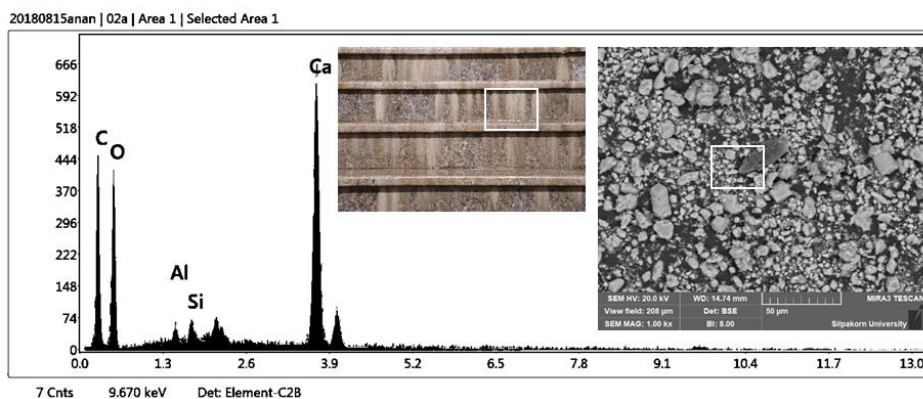 20180815anan | 02a | Area 1 | Selected Area 1
666
592
518
444
370
296
222
148
74
0
C
O
Al
Si
Ca
0.0 1.3 2.6 3.9 5.2 6.5 7.8 9.1 10.4 11.7 13.0
7 Cnts 9.670 keV Det: Element-C2B
SEM HV: 20.0 kV WD: 14.74 mm MIRA3 TESCAN
View field: 208 µm Det: BSE 50 µm
SEM MAG: 1.00 kx BI: 8.00 Silpakorn University